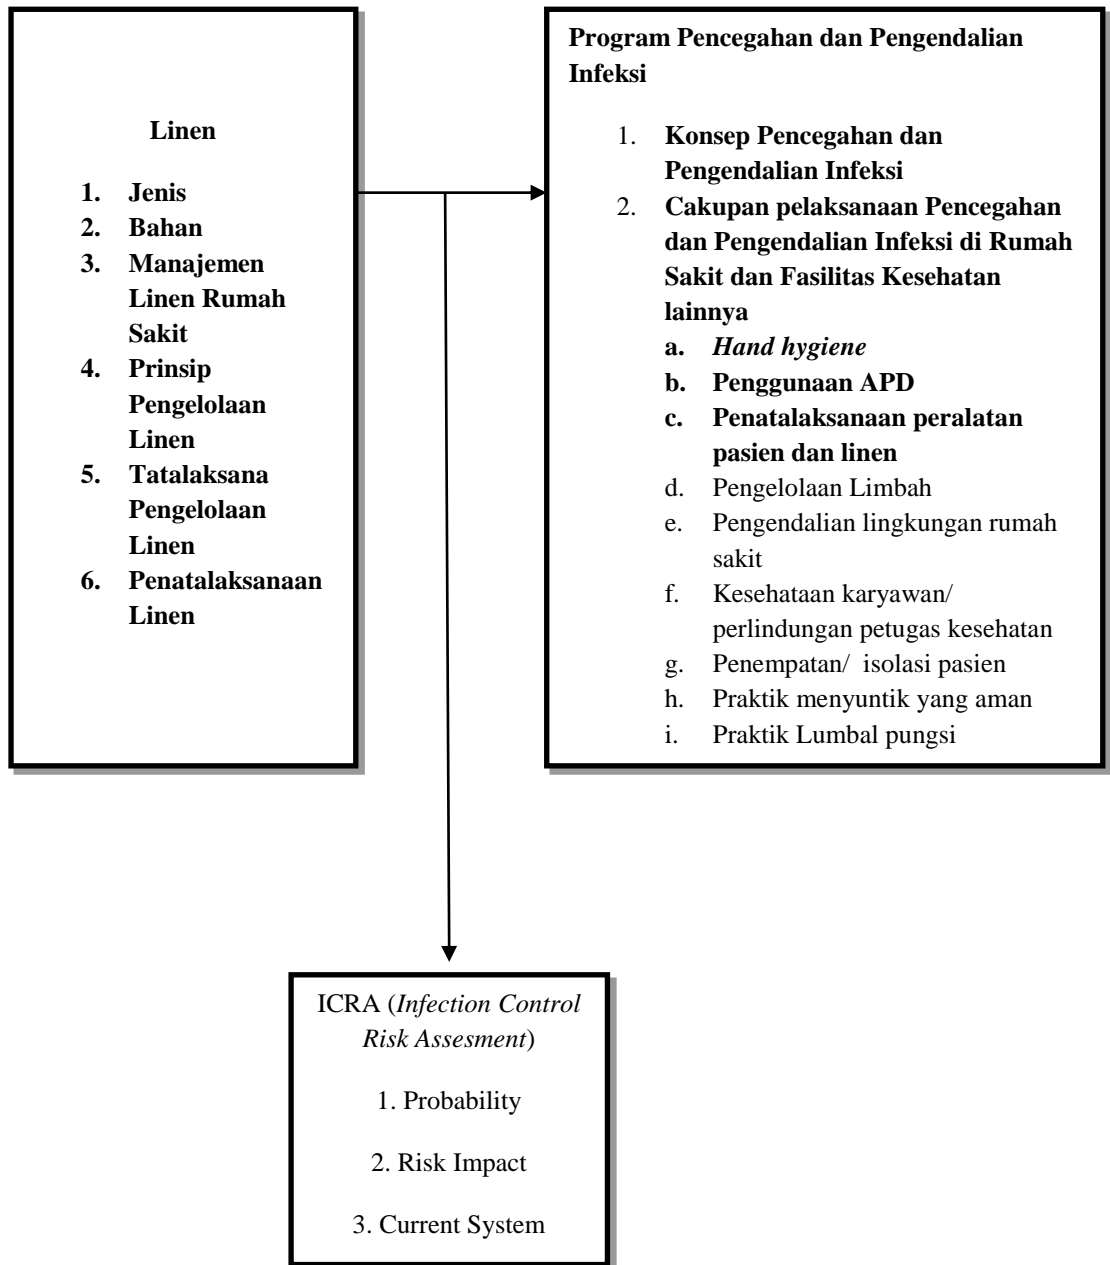 Linen
1. Jenis
2. Bahan
3. Manajemen
Linen Rumah
Sakit
4. Prinsip
Pengelolaan
Linen
5. Tatalaksana
Pengelolaan
Linen
6. Penatalaksanaan
Linen
Program Pencegahan dan Pengendalian
Infeksi
1. Konsep Pencegahan dan
Pengendalian Infeksi
2. Cakupan pelaksanaan Pencegahan
dan Pengendalian Infeksi di Rumah
Sakit dan Fasilitas Kesehatan
lainnya
a. Hand hygiene
b. Penggunaan APD
c. Penatalaksanaan peralatan
pasien dan linen
d. Pengelolaan Limbah
e. Pengendalian lingkungan rumah
sakit
f. Kesehataan karyawan/
perlindungan petugas kesehatan
g. Penempatan/ isolasi pasien
h. Praktik menyuntik yang aman
i. Praktik Lumbal pungsi
ICRA (Infection Control
Risk Assesment)
1. Probability
2. Risk Impact
3. Current System